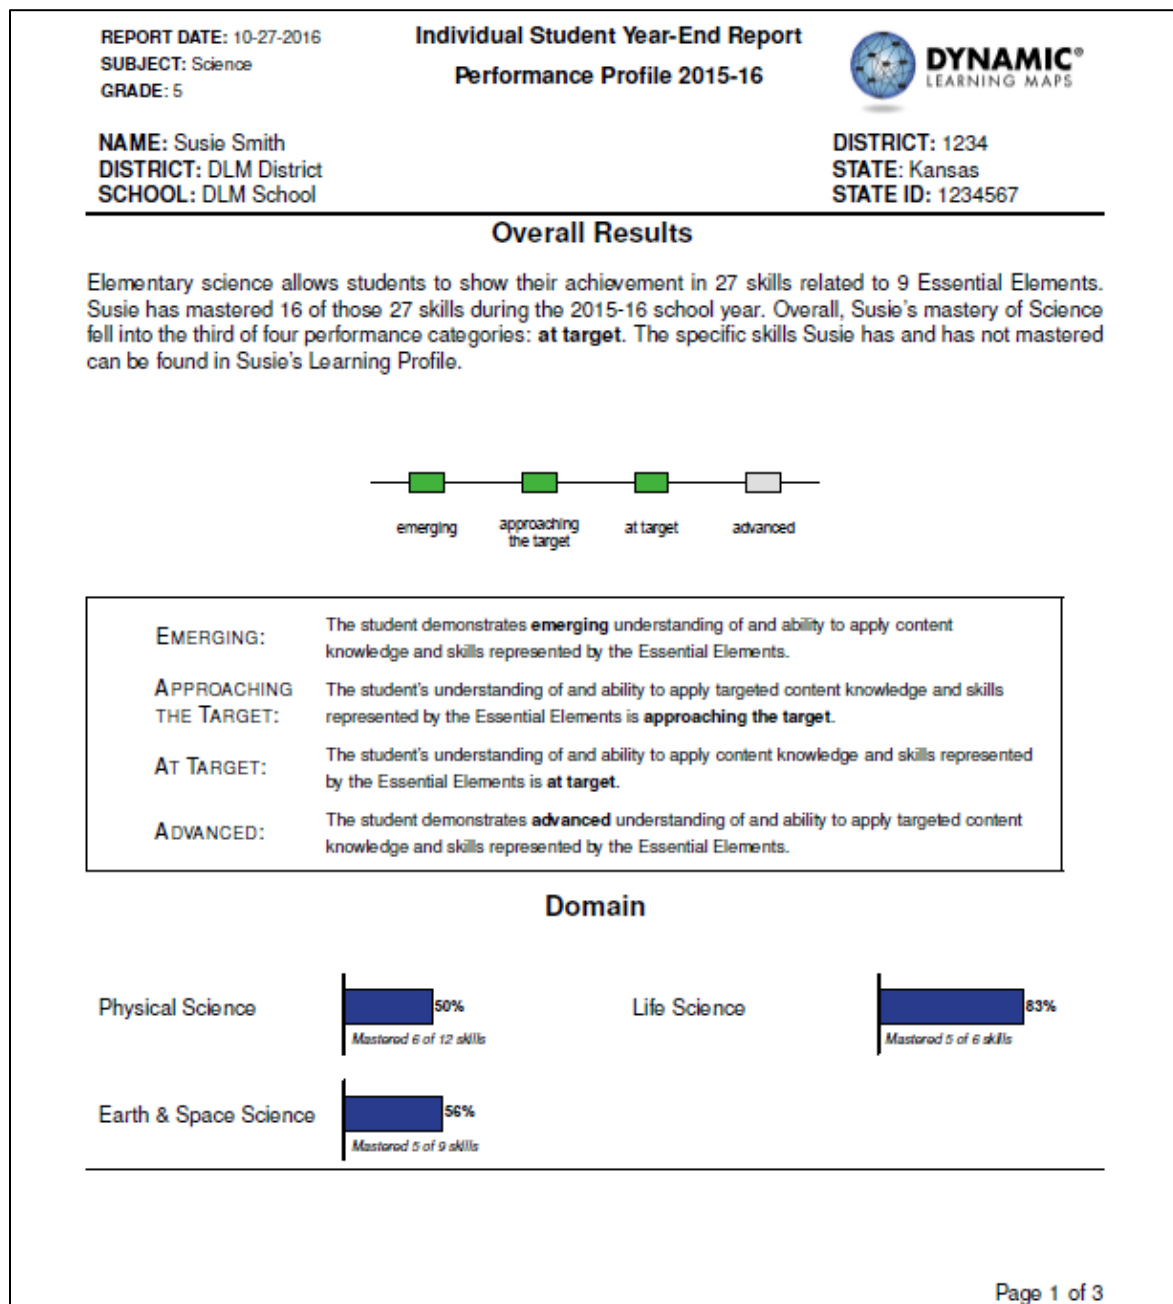 REPORT DATE: 10-27-2016
SUBJECT: Science
GRADE: 5
Individual Student Year-End Report
Performance Profile 2015-16
DYNAMIC®
LEARNING MAPS
NAME: Susie Smith
DISTRICT: DLM District
SCHOOL: DLM School
DISTRICT: 1234
STATE: Kansas
STATE ID: 1234567
Overall Results
Elementary science allows students to show their achievement in 27 skills related to 9 Essential Elements.
Susie has mastered 16 of those 27 skills during the 2015-16 school year. Overall, Susie's mastery of Science
fell into the third of four performance categories: at target. The specific skills Susie has and has not mastered
can be found in Susie's Learning Profile.
emerging
approaching
the target
at target
advanced
EMERGING:
The student demonstrates emerging understanding of and ability to apply content
knowledge and skills represented by the Essential Elements.
APPROACHING
THE TARGET:
The student's understanding of and ability to apply targeted content knowledge and skills
represented by the Essential Elements is approaching the target.
AT TARGET:
The student's understanding of and ability to apply content knowledge and skills represented
by the Essential Elements is at target.
ADVANCED:
The student demonstrates advanced understanding of and ability to apply targeted content
knowledge and skills represented by the Essential Elements.
Domain
Physical Science
50%
Mastered 6 of 12 skills
Life Science
83%
Mastered 5 of 6 skills
Earth & Space Science
56%
Mastered 5 of 9 skills
Page 1 of 3